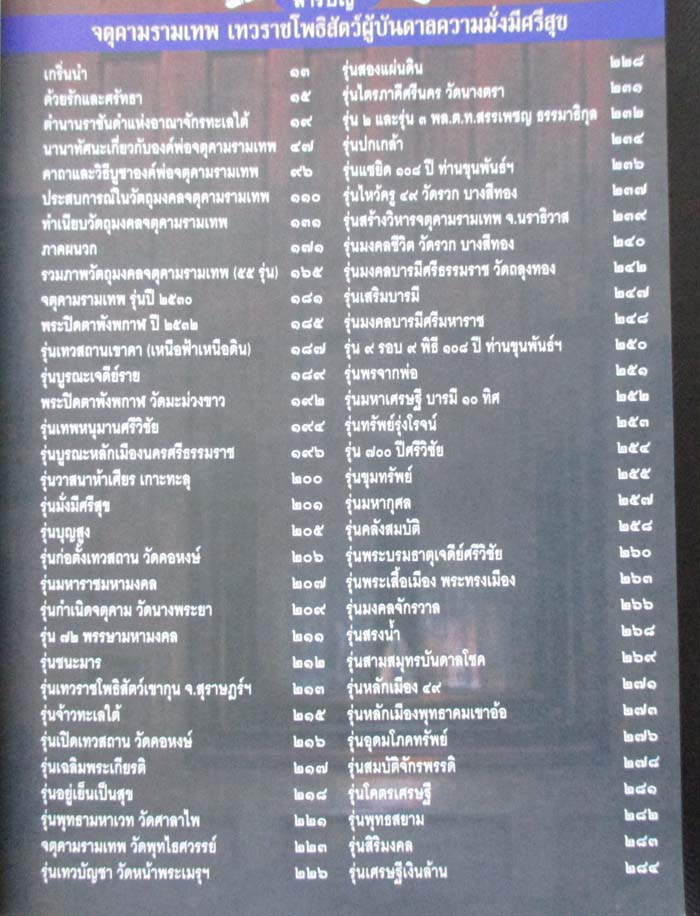 สารบัญ
จตุคามรามเทพ เทวราชโพธิสัตว์ผู้บันดาลความมั่งมีศรีสุข
เกริ่นนำ ๑๓
ด้วยรักและศรัทธา ๑๕
ตำนานราชันดำแห่งอาณาจักรทะเลใต้ ๑๙
นานาทัศนะเกี่ยวกับองค์พ่อจตุคามรามเทพ ๔๗
คาถาและวิธีบูชาองค์พ่อจตุคามรามเทพ ๙๖
ประสบการณ์ในวัตถุมงคลจตุคามรามเทพ ๑๑๐
ทำเนียบวัตถุมงคลจตุคามรามเทพ ๑๓๑
ภาคผนวก ๑๗๑
รวมภาพวัตถุมงคลจตุคามรามเทพ (๕๕ รุ่น) ๑๖๕
จตุคามรามเทพ รุ่นปี ๒๕๓๐ ๑๘๑
พระปิดตาพังพกาฬ ปี ๒๕๓๒ ๑๘๕
รุ่นเทวสถานเขาคา (เหนือฟ้าเหนือดิน) ๑๘๗
รุ่นบูรณะเจดีย์ราย ๑๘๙
พระปิดตาพังพกาฬ วัดมะม่วงขาว ๑๙๒
รุ่นเทพหนุมานศรีวิชัย ๑๙๔
รุ่นบูรณะหลักเมืองนครศรีธรรมราช ๑๙๖
รุ่นวาสนาห้าเศียร เกาะทะลุ ๒๐๐
รุ่นมั่งมีศรีสุข ๒๐๑
รุ่นบุญสูง ๒๐๕
รุ่นก่อตั้งเทวสถาน วัดคอหงษ์ ๒๐๖
รุ่นมหาราชมหามงคล ๒๐๗
รุ่นกำเนิดจตุคาม วัดนางพระยา ๒๐๙
รุ่น ๗๒ พรรษามหามงคล ๒๑๑
รุ่นชนะมาร ๒๑๒
รุ่นเทวราชโพธิสัตว์เขากุน จ.สุราษฎร์ฯ ๒๑๓
รุ่นจ้าวทะเลใต้ ๒๑๕
รุ่นเปิดเทวสถาน วัดคอหงษ์ ๒๑๖
รุ่นเฉลิมพระเกียรติ ๒๑๗
รุ่นอยู่เย็นเป็นสุข ๒๑๘
รุ่นพุทธามหาเวท วัดศาลาไพ ๒๒๑
จตุคามรามเทพ วัดพุทไธศวรรย์ ๒๒๓
รุ่นเทวบัญชา วัดหน้าพระเมรุฯ ๒๒๖
รุ่นสองแผ่นดิน ๒๒๘
รุ่นไตรภาคีศรีนคร วัดนางตรา ๒๓๑
รุ่น ๒ และรุ่น ๓ พล.ต.ท.สรรเพชญ ธรรมาธิกุล ๒๓๒
รุ่นปกเกล้า ๒๓๔
รุ่นแซยิด ๑๐๘ ปี ท่านขุนพันธ์ฯ ๒๓๖
รุ่นไหว้ครู ๔๙ วัดรวก บางสีทอง ๒๓๗
รุ่นสร้างวิหารจตุคามรามเทพ จ.นราธิวาส ๒๓๙
รุ่นมงคลชีวิต วัดรวก บางสีทอง ๒๔๐
รุ่นมงคลบารมีศรีธรรมราช วัดถลุงทอง ๒๔๒
รุ่นเสริมบารมี ๒๔๗
รุ่นมงคลบารมีศรีมหาราช ๒๔๘
รุ่น ๙ รอบ ๙ พิธี ๑๐๘ ปี ท่านขุนพันธ์ฯ ๒๕๐
รุ่นพรจากพ่อ ๒๕๑
รุ่นมหาเศรษฐี บารมี ๑๐ ทิศ ๒๕๒
รุ่นทรัพย์รุ่งโรจน์ ๒๕๓
รุ่น ๗๐๐ ปีศรีวิชัย ๒๕๔
รุ่นขุมทรัพย์ ๒๕๕
รุ่นมหากุศล ๒๕๗
รุ่นคลังสมบัติ ๒๕๘
รุ่นพระบรมธาตุเจดีย์ศรีวิชัย ๒๖๐
รุ่นพระเสื้อเมือง พระทรงเมือง ๒๖๓
รุ่นมงคลจักรวาล ๒๖๖
รุ่นสรงน้ำ ๒๖๘
รุ่นสามสมุทรบันดาลโชค ๒๖๙
รุ่นหลักเมือง ๔๙ ๒๗๑
รุ่นหลักเมืองพุทธาคมเขาอ้อ ๒๗๓
รุ่นอุดมโภคทรัพย์ ๒๗๖
รุ่นสมบัติจักรพรรดิ ๒๗๘
รุ่นโคตรเศรษฐี ๒๘๑
รุ่นพุทธสยาม ๒๘๒
รุ่นสิริมงคล ๒๘๓
รุ่นเศรษฐีเงินล้าน ๒๘๔